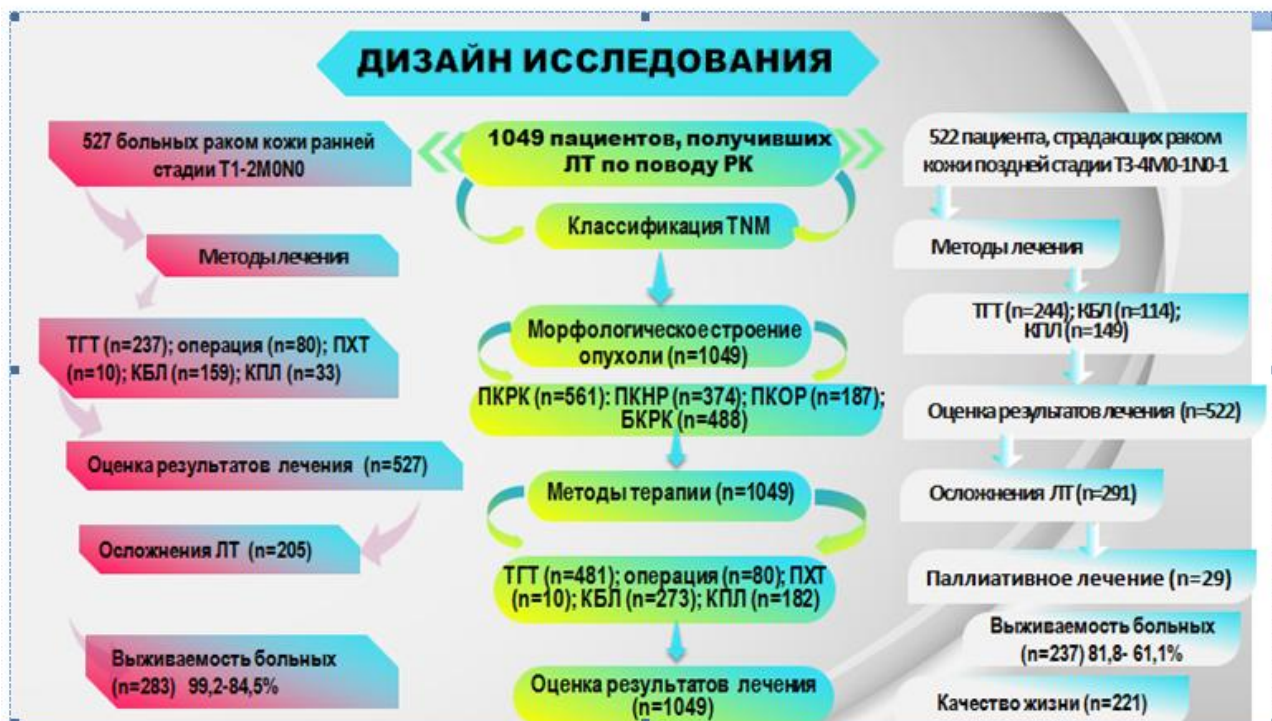 ДИЗАЙН ИССЛЕДОВАНИЯ
527 больных раком кожи ранней
стадии Т1-2М0N0
Методы лечения
ТГТ (n=237); операция (n=80); ПХТ
(n=10); КБЛ (n=159); КПЛ (n=33)
Оценка результатов лечения (n=527)
Осложнения ЛТ (n=205)
Выживаемость больных
(n=283) 99,2-84,5%
1049 пациентов, получивших
ЛТ по поводу РК
Классификация TNM
Морфологическое строение
опухоли (n=1049)
ПКРК (n=561): ПКНР (n=374); ПКОР (n=187);
БКРК (n=488)
Методы терапии (n=1049)
ТГТ (n=481); операция (n=80); ПХТ
(n=10); КБЛ (n=273); КПЛ (n=182)
Оценка результатов лечения
(n=1049)
522 пациента, страдающих раком
кожи поздней стадии Т3-4М0-1N0-1
Методы лечения
ТГТ (n=244); КБЛ (n=114);
КПЛ (n=149)
Оценка результатов лечения (n=522)
Осложнения ЛТ (n=291)
Паллиативное лечение (n=29)
Выживаемость больных
(n=237) 81,8- 61,1%
Качество жизни (n=221)